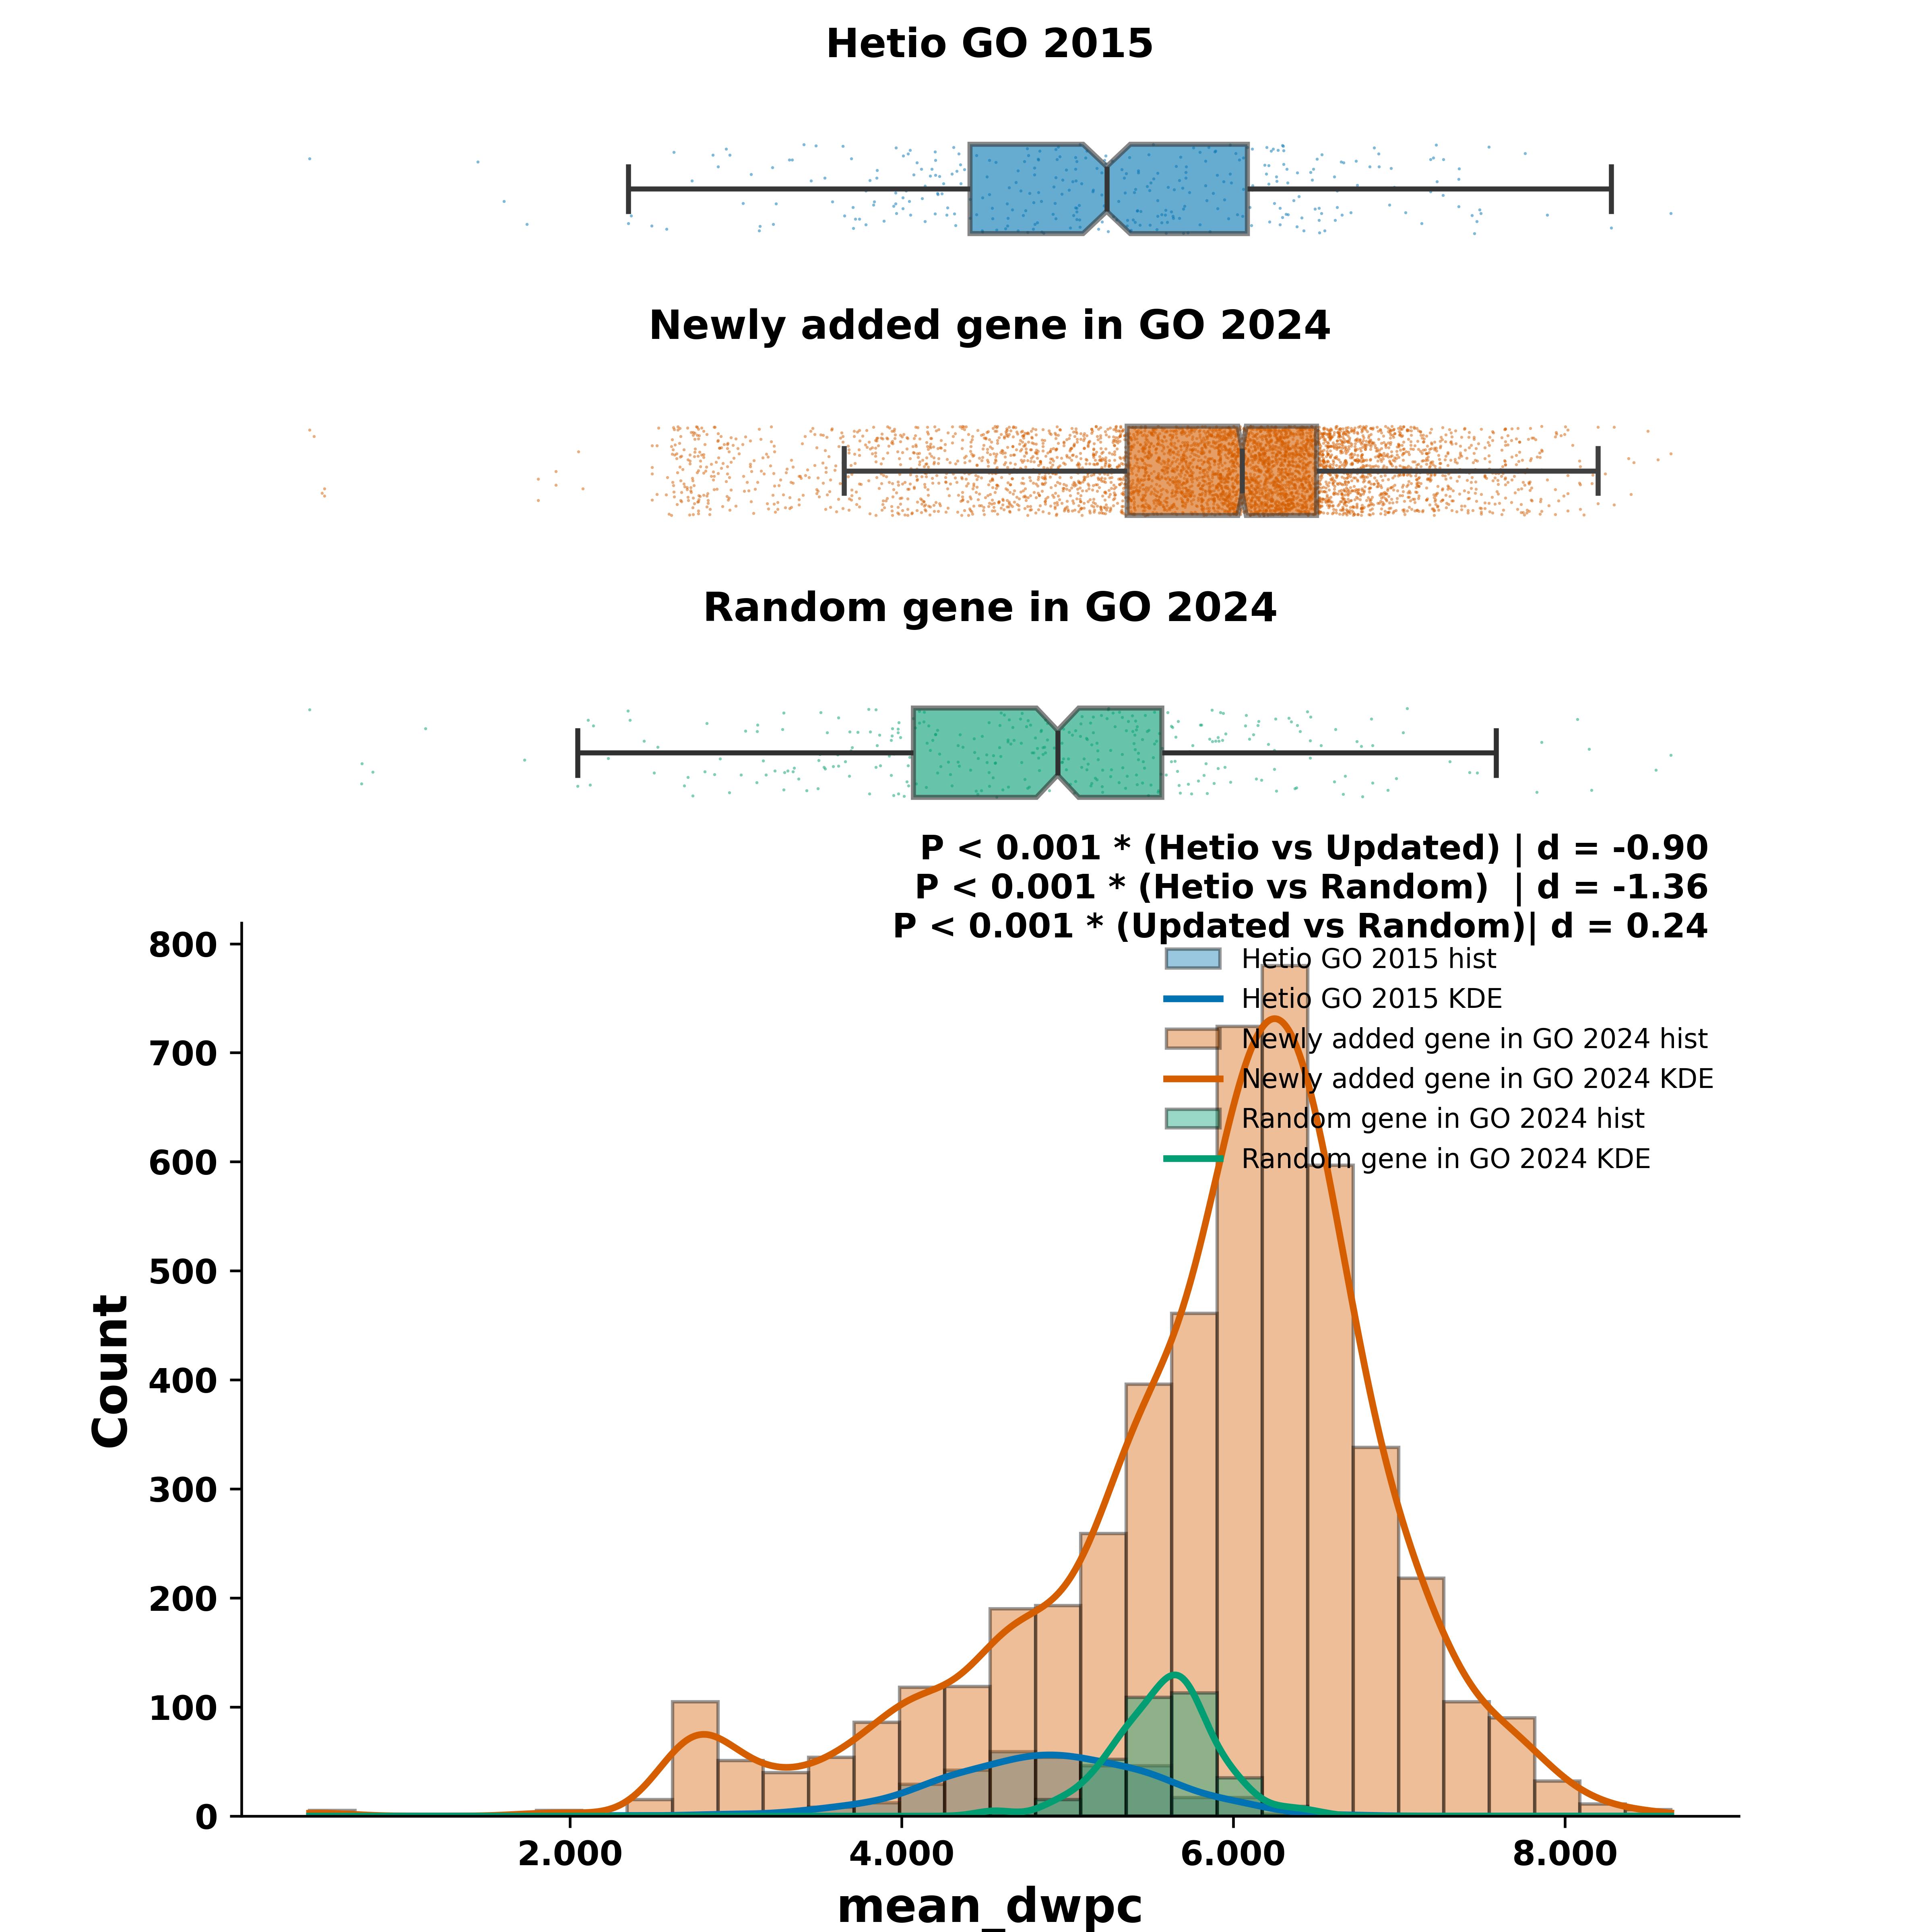 Hetio GO 2015
Newly added gene in GO 2024
Random gene in GO 2024
P < 0.001 * (Hetio vs Updated) | d = -0.90
P < 0.001 * (Hetio vs Random)  | d = -1.36
P < 0.001 * (Updated vs Random)| d = 0.24
Hetio GO 2015 hist
Hetio GO 2015 KDE
Newly added gene in GO 2024 hist
Newly added gene in GO 2024 KDE
Random gene in GO 2024 hist
Random gene in GO 2024 KDE
800
700
600
500
400
300
200
100
0
Count
2.000 4.000 6.000 8.000
mean_dwpc